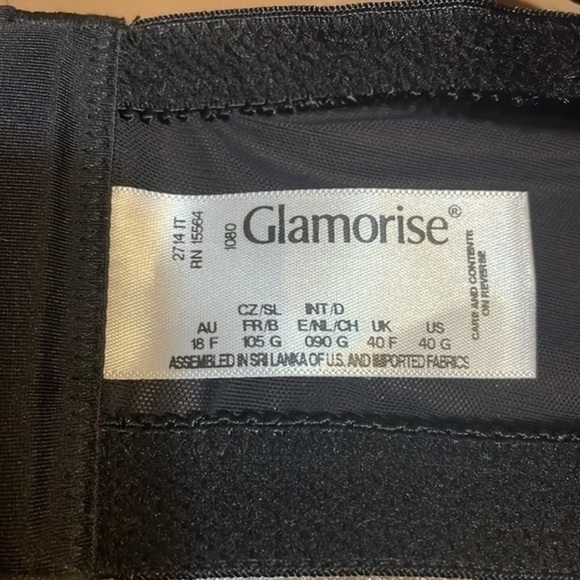 2714 IT
RN 15564
1080
Glamorise®
CARE AND CONTENT
ON REVERSE
CZ/SL INT/D
AU FR/B E/NL/CH UK US
18 F 105 G 090 G 40 F 40 G
ASSEMBLED IN SRI LANKA OF U.S. AND IMPORTED FABRICS